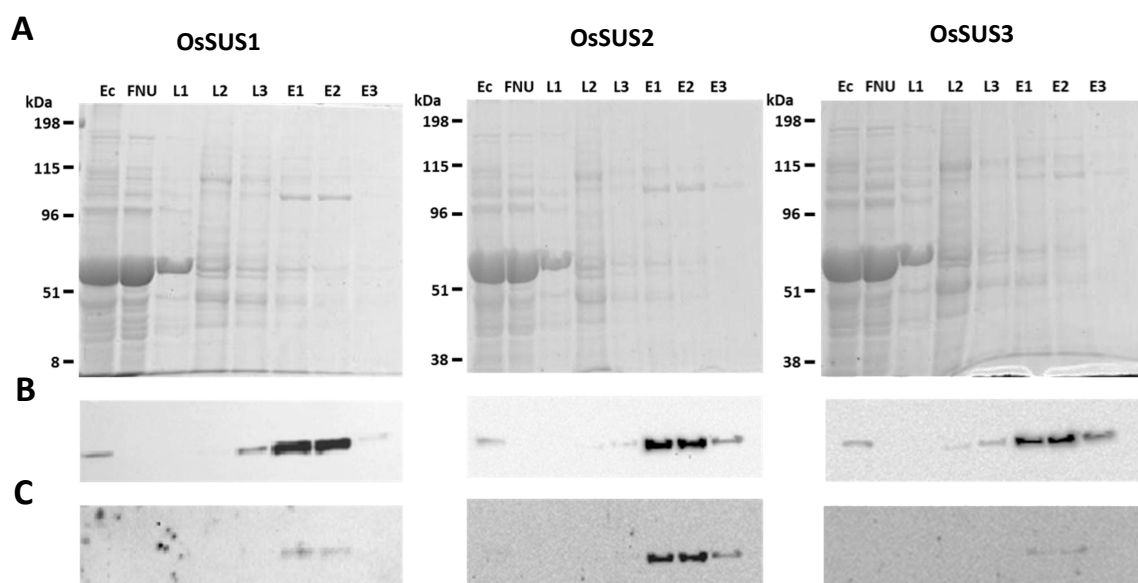 A
OsSUS1 OsSUS2 OsSUS3
Ec FNU L1 L2 L3 E1 E2 E3
kDa
198
115
96
51
8
Ec FNU L1 L2 L3 E1 E2 E3
kDa
198
115
96
51
38
Ec FNU L1 L2 L3 E1 E2 E3
kDa
198
115
96
51
38
B
C